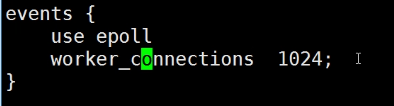 events {
    use epoll
    worker_connections  1024;
}